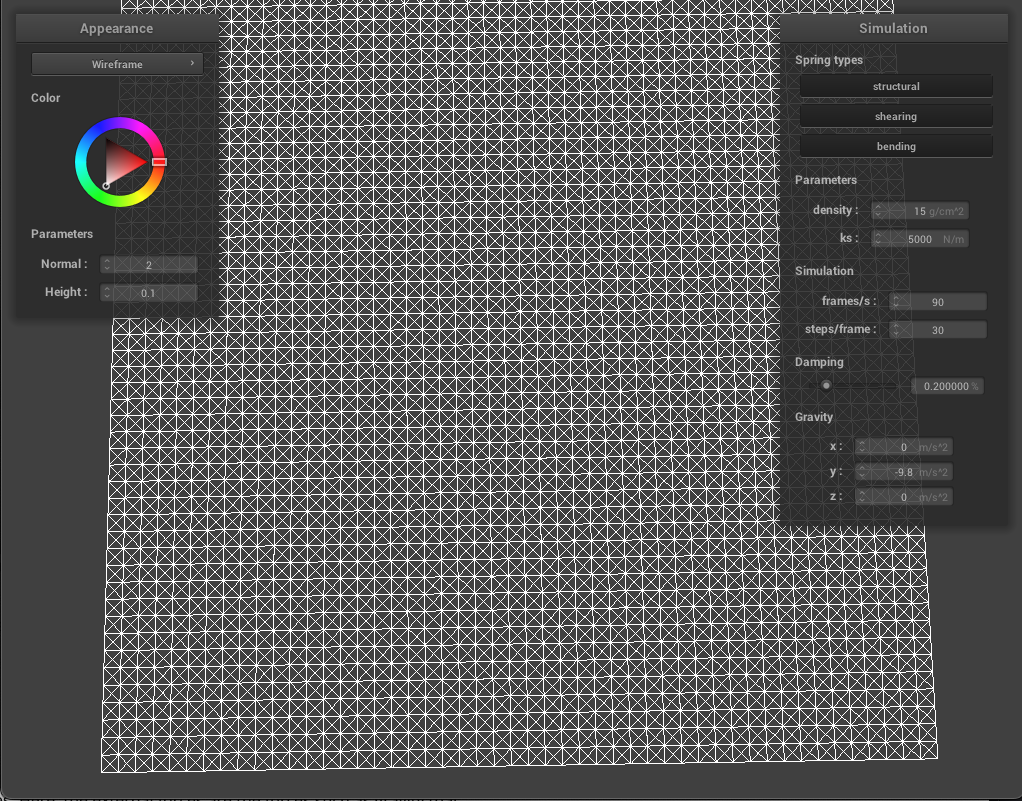 Appearance
Wireframe
Color
Parameters
Normal : 2
Height : 0.1
Simulation
Spring types
structural
shearing
bending
Parameters
density : 15 g/cm^2
ks : 5000 N/m
Simulation
frames/s : 90
steps/frame : 30
Damping
0.200000 %
Gravity
x : 0 m/s^2
y : -9.8 m/s^2
z : 0 m/s^2